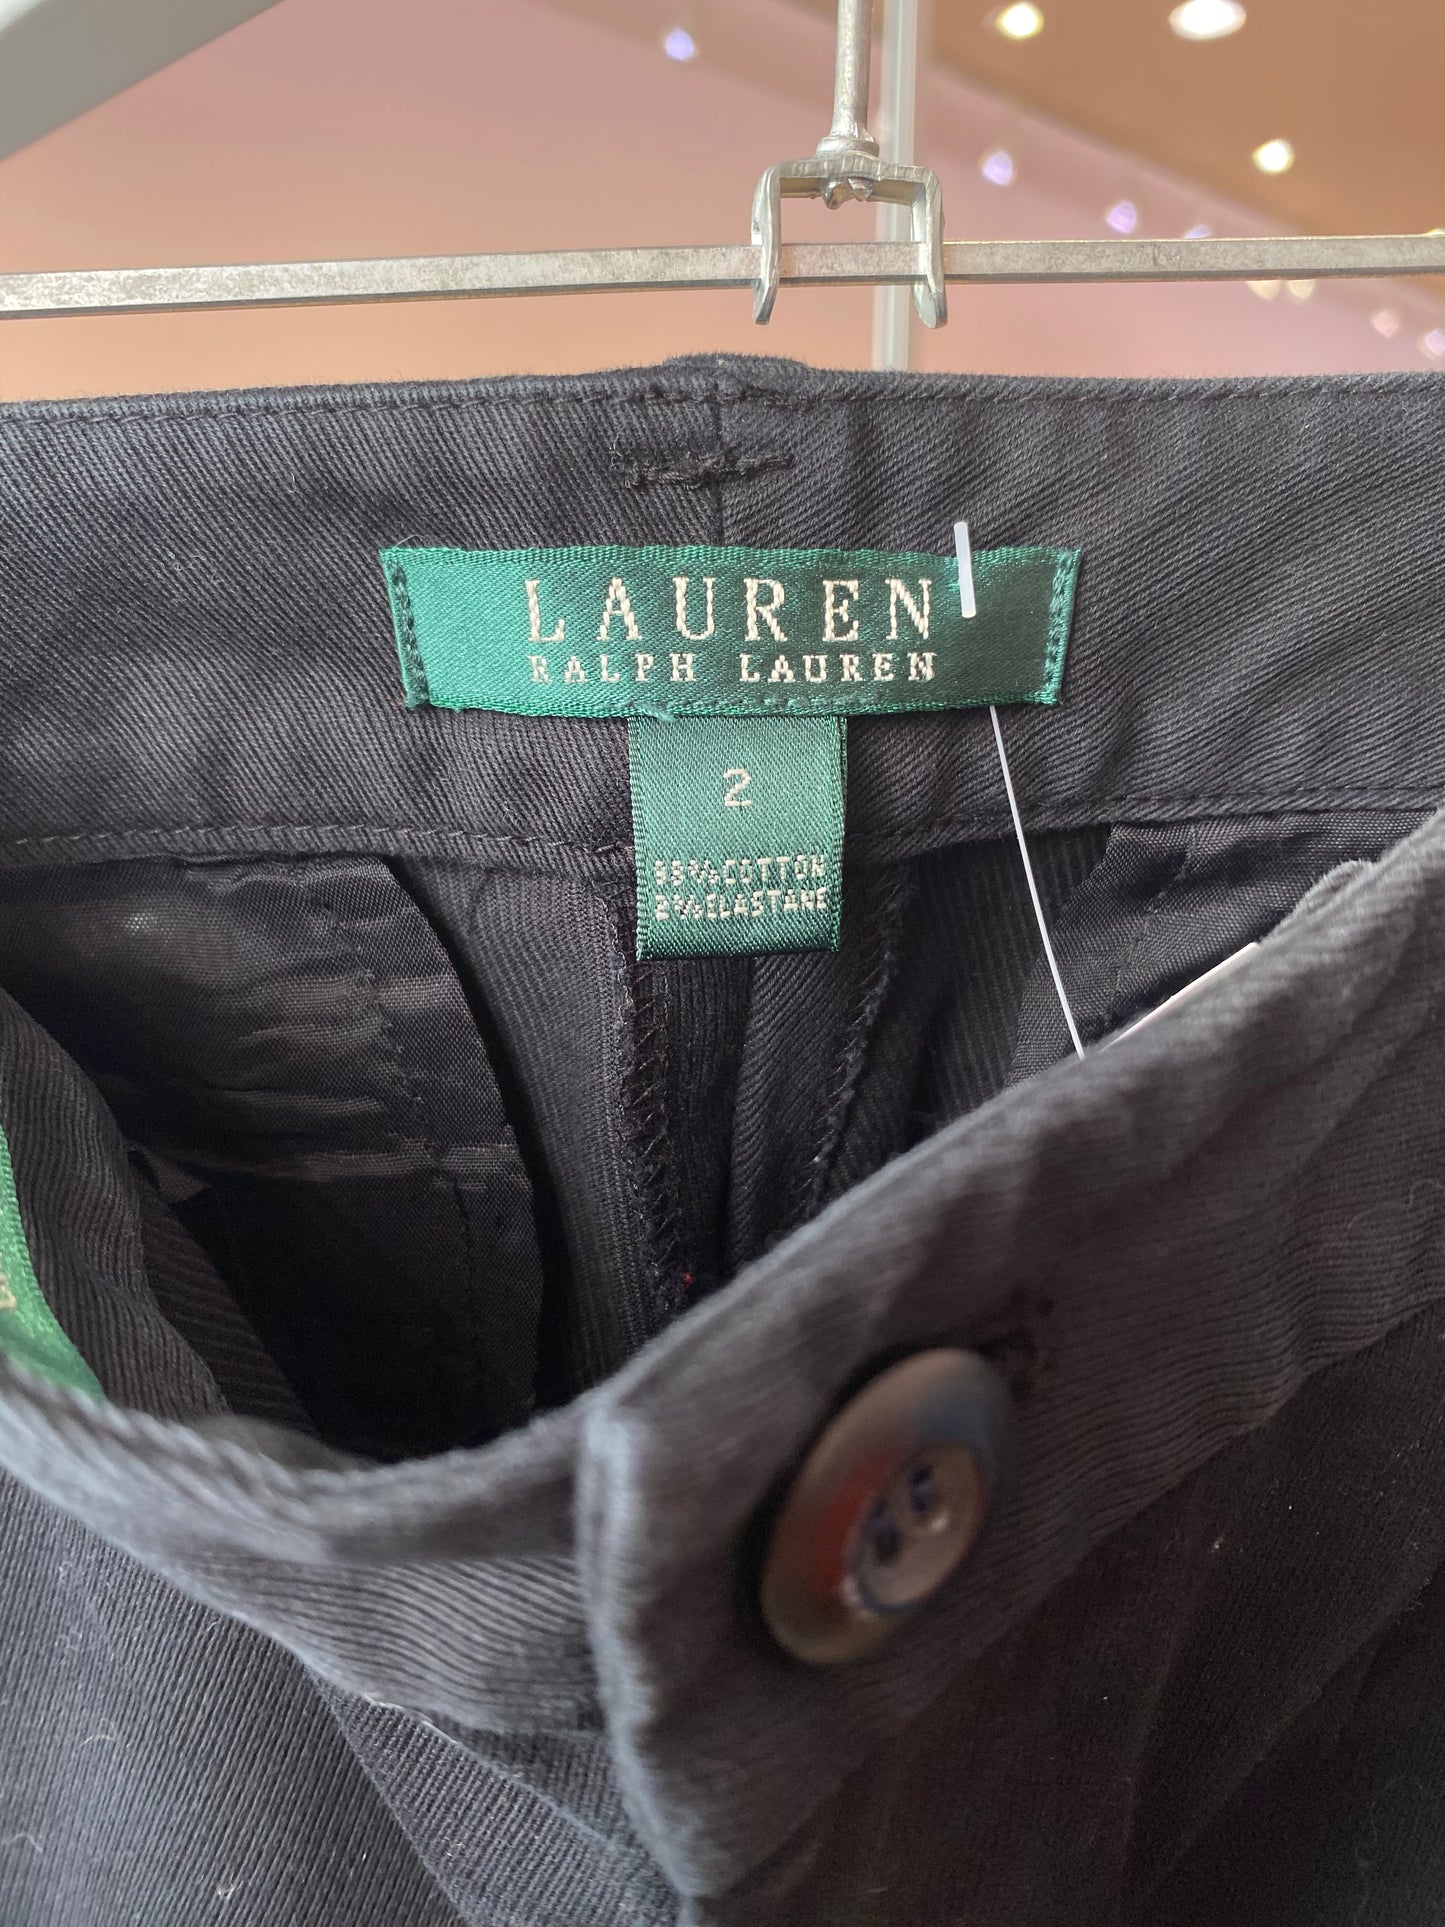 LAUREN
RALPH LAUREN
2
98% COTTON
2% ELASTANE